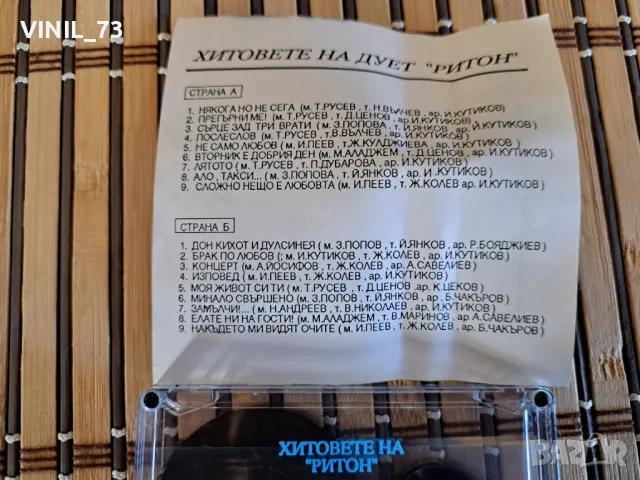 VINIL_73
ХИТОВЕТЕ НА ДУЕТ "РИТОН"
СТРАНА А
1. НЯКОГА НО НЕ СЕГА (м. Т.РУСЕВ , т. Н.ВЪЛЧЕВ, ар. И.КУТИКОВ)
2. ПРЕГЪРНИ МЕ! ( м. Т.РУСЕВ , т. Д.ЦЕНОВ, ар.И.КУТИКОВ)
3. СЪРЦЕ ЗАД ТРИ ВРАТИ ( м. З.ПОПОВА , т. Й.ЯНКОВ, ар.Й.КУТИКОВ )
4. ПОСЛЕСЛОВ ( м. Т.РУСЕВ , т.В.ВЪЛЧЕВ , ар. И.КУТИКОВ )
5. НЕ САМО ЛЮБОВ ( м. И.ПЕЕВ , т.Ж.КУЛДЖИЕВА , ар.И.КУТИКОВ )
6. ВТОРНИК Е ДОБРИЯ ДЕН ( М.АЛАДЖЕМ , т. Д.ЦЕНОВ , ар.И.КУТИКОВ )
7. ЛЯТОТО ( м. Т.РУСЕВ , т. П.ДУБАРОВА , ар. И.КУТИКОВ )
8. АЛО , ТАКСИ... ( м. З.ПОПОВА , т. Й.ЯНКОВ , ар. И .КУТИКОВ )
9. СЛОЖНО НЕЩО Е ЛЮБОВТА ( м. И.ПЕЕВ , т. Ж.КОЛЕВ ар. И.КУТИКОВ )
СТРАНА Б
1. ДОН КИХОТ И ДУЛСИНЕЯ ( м. З.ПОПОВ , т. Й.ЯНКОВ, ар. Р.БОЯДЖИЕВ )
2. БРАК ПО ЛЮБОВ (; м. И.КУТИКОВ , т. Ж.КОЛЕВ , ар. И.КУТИКОВ )
3. КОНЦЕРТ ( м. А.ЙОСИФОВ , т. Ж.КОЛЕВ , ар. А.САВЕЛИЕВ )
4. ИЗПОВЕД ( м. И.ПЕЕВ , т. Ж.КОЛЕВ , ар. И.КУТИКОВ )
5. МОЯ ЖИВОТ СИ ТИ ( м. Т.РУСЕВ , т. Д.ЦЕНОВ ,ар. К.ЦЕКОВ )
6. МИНАЛО СВЪРШЕНО ( м. З.ПОПОВ , т. Й.ЯНКОВ , ар., Б.ЧАКЪРОВ )
7. ЗАМЪЛЧИ!... ( м. Н.АНДРЕЕВ , т. В.НИКОЛАЕВ , ар. И.КУТИКОВ )
8. ЕЛАТЕ НИ НА ГОСТИ! ( м. М.АЛАДЖЕМ , т. В.МАРИНОВ , ар А.САВЕЛИЕВ )
9. НАКЪДЕТО МИ ВИДЯТ ОЧИТЕ ( м. И.ПЕЕВ , т. Ж.КОЛЕВ , ар. Б.ЧАКЪРОВ )
ХИТОВЕТЕ НА
"РИТОН"
BAZAR